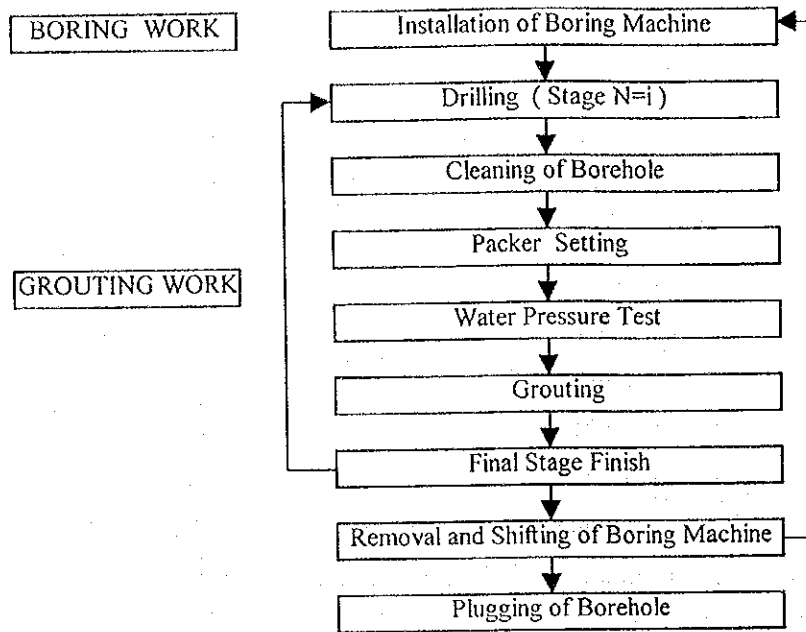 BORING WORK
Installation of Boring Machine
Drilling ( Stage N=i )
Cleaning of Borehole
Packer Setting
GROUTING WORK
Water Pressure Test
Grouting
Final Stage Finish
Removal and Shifting of Boring Machine
Plugging of Borehole